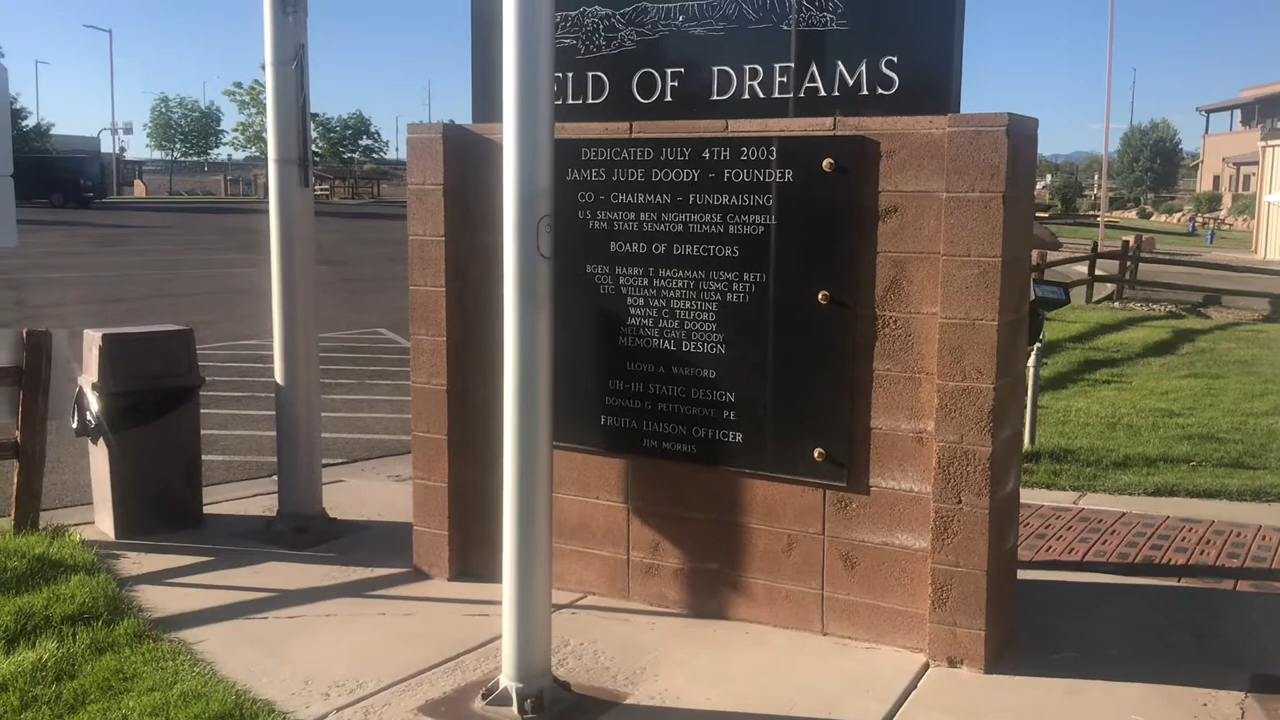 ELD OF DREAMS
DEDICATED JULY 4TH 2003
JAMES JUDE DOODY - FOUNDER
CO - CHAIRMAN - FUNDRAISING
U.S. SENATOR BEN NIGHTHORSE CAMPBELL
FRM. STATE SENATOR TILMAN BISHOP
BOARD OF DIRECTORS
BGEN. HARRY T. HAGAMAN (USMC RET.)
COL. ROGER HAGERTY (USMC RET.)
LTC. WILLIAM MARTIN (USA RET.)
BOB VAN IDERSTINE
WAYNE C. TELFORD
JAYME JADE DOODY
MELANIE GAYE DOODY
MEMORIAL DESIGN
LLOYD A. WARFORD
UH-1H STATIC DESIGN
DONALD G. PETTYGROVE, P.E.
FRUITA LIAISON OFFICER
JIM MORRIS